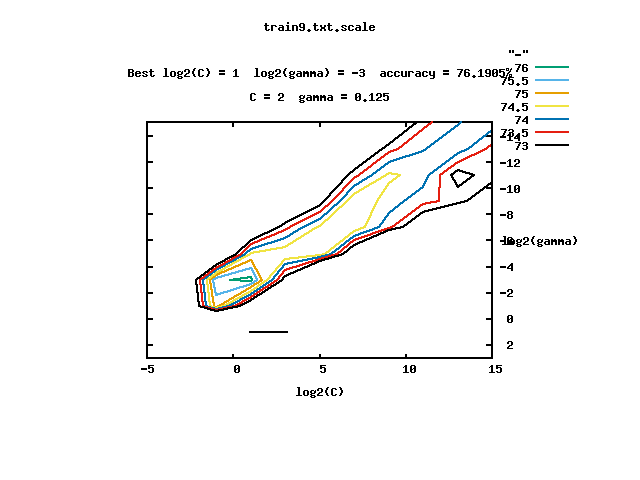 train9.txt.scale
"-"
Best log2(C) = 1 log2(gamma) = -3 accuracy = 76.1905%
C = 2 gamma = 0.125
76
75.5
75
74.5
74
73.5
73
-14
-12
-10
-8
-6
log2(gamma)
-4
-2
0
2
-5 0 5 10 15
log2(C)